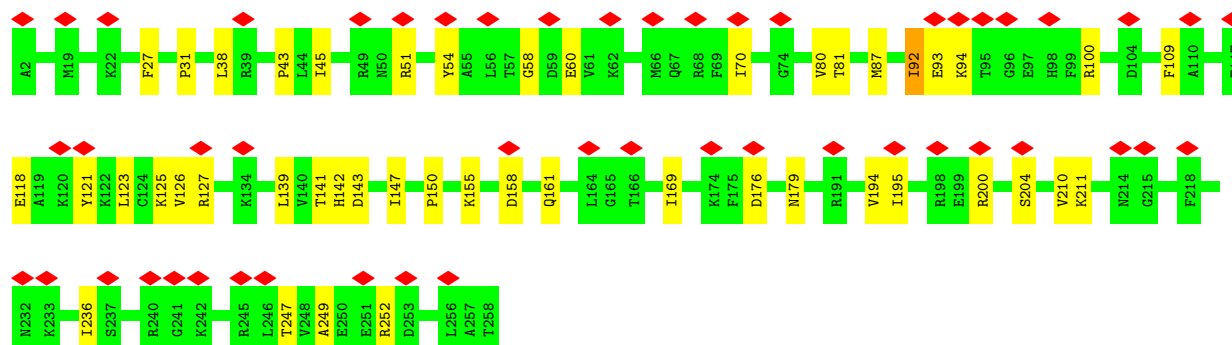 A2 M19 K22 F27 P31 L38 R39 P43 L44 I45 R49 N50 R51 Y54 A55 L56 T57 G58 D59 E60 V61 K62 M66 Q67 R68 F69 I70 G74 V80 T81 M87 I92 E93 K94 T95 G96 E97 H98 F99 R100 D104 F109 A110
E118 A119 K120 Y121 K122 L123 C124 K125 V126 R127 K134 L139 V140 T141 H142 D143 I147 P150 K155 D158 Q161 L164 G165 T166 I169 K174 F175 D176 N179 R191 V194 I195 R198 E199 R200 S204 V210 K211 N214 G215 F218
N232 K233 I236 S237 R240 G241 K242 R245 L246 T247 V248 A249 E250 E251 R252 D253 L256 A257 T258